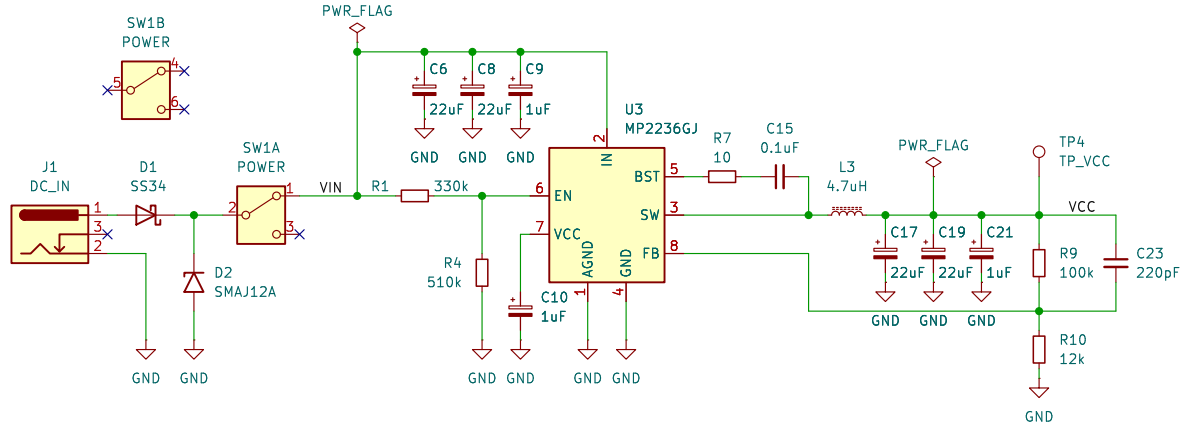 PWR_FLAG
SW1B
POWER
4
5
6
C6
22uF
C8
22uF
C9
1uF
GND
GND
GND
U3
MP2236GJ
J1
DC_IN
1
3
2
D1
SS34
SW1A
POWER
1
2
3
VIN
R1
330k
2
IN
6
EN
7
VCC
AGND
1
GND
4
BST
5
SW
3
FB
8
R7
10
C15
0.1uF
L3
4.7uH
PWR_FLAG
TP4
TP_VCC
VCC
C17
22uF
C19
22uF
C21
1uF
GND
GND
GND
R9
100k
C23
220pF
D2
SMAJ12A
R4
510k
C10
1uF
R10
12k
GND
GND
GND
GND
GND
GND
GND